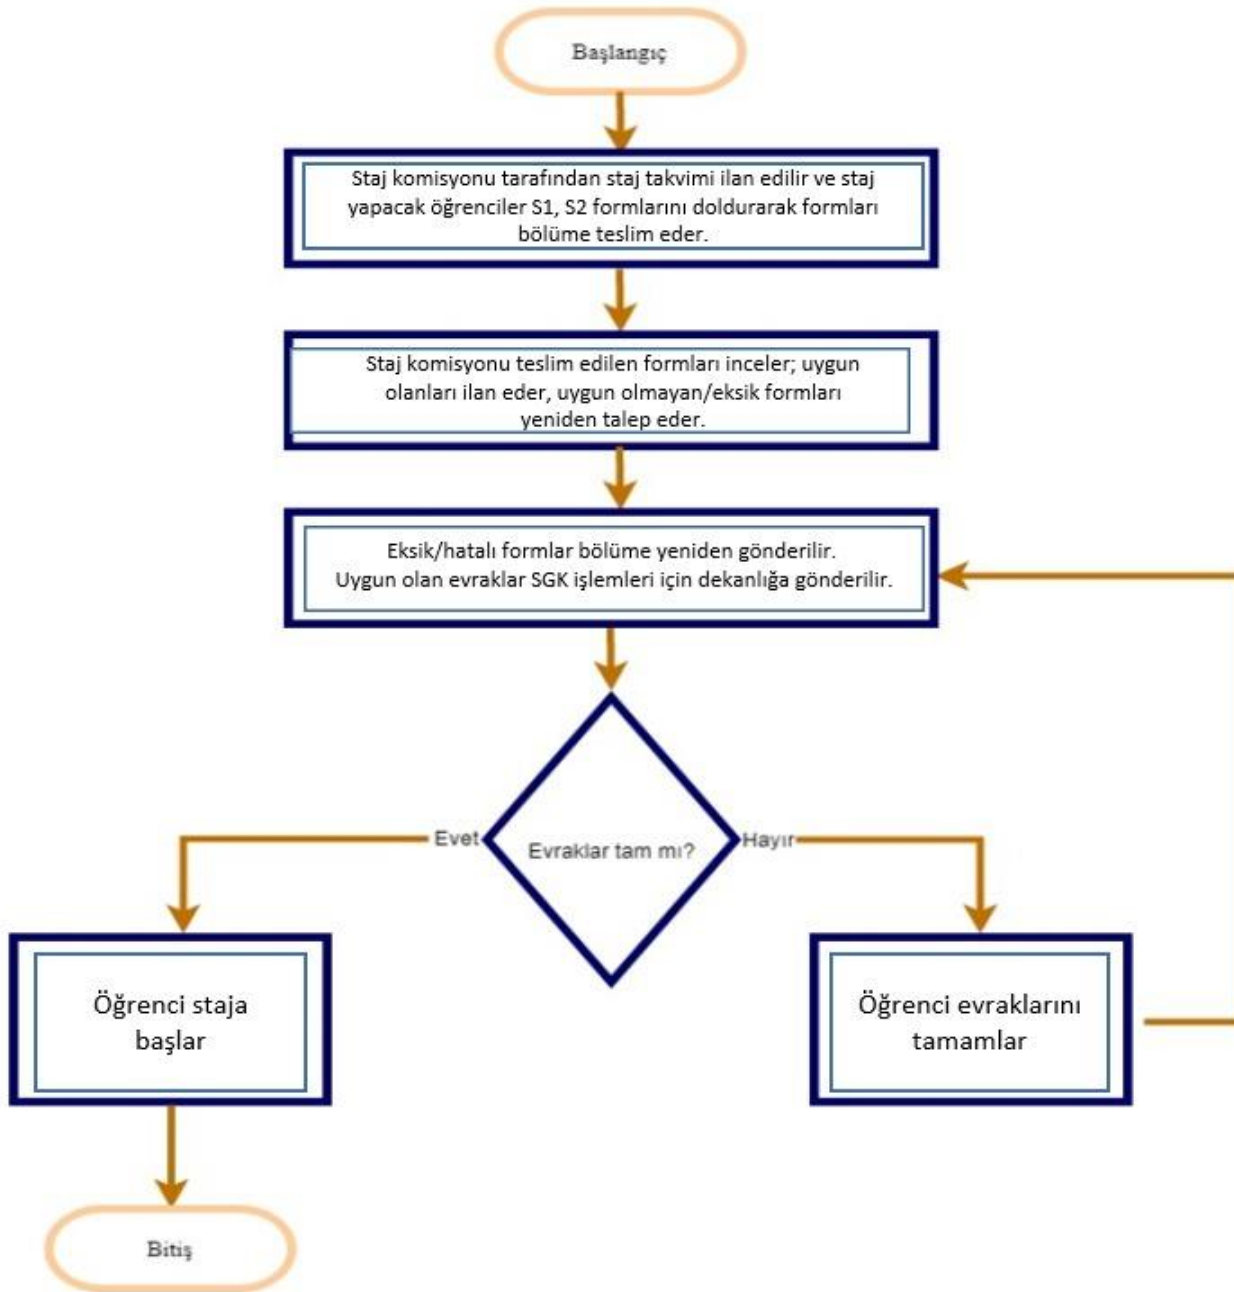 Başlangıç
Staj komisyonu tarafından staj takvimi ilan edilir ve staj
yapacak öğrenciler S1, S2 formlarını doldurarak formları
bölüme teslim eder.
Staj komisyonu teslim edilen formları inceler; uygun
olanları ilan eder, uygun olmayan/eksik formları
yeniden talep eder.
Eksik/hatalı formlar bölüme yeniden gönderilir.
Uygun olan evraklar SGK işlemleri için dekanlığa gönderilir.
Evet
Evraklar tam mı?
Hayır
Öğrenci staja
başlar
Öğrenci evraklarını
tamamlar
Bitiş